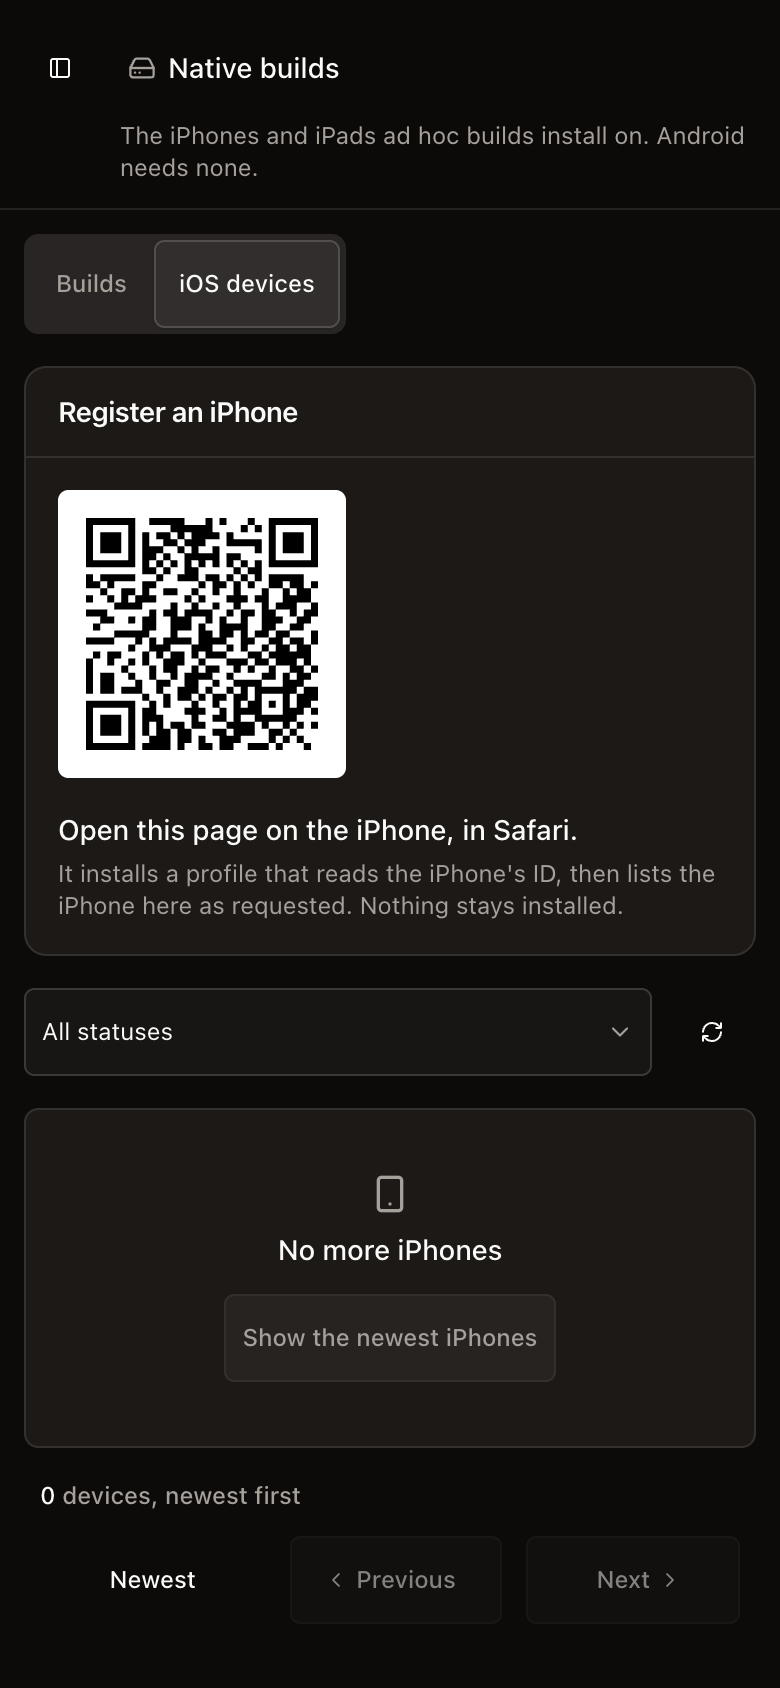 Native builds
The iPhones and iPads ad hoc builds install on. Android
needs none.
Builds
iOS devices
Register an iPhone
Open this page on the iPhone, in Safari.
It installs a profile that reads the iPhone's ID, then lists the
iPhone here as requested. Nothing stays installed.
All statuses
No more iPhones
Show the newest iPhones
0 devices, newest first
Newest
Previous
Next